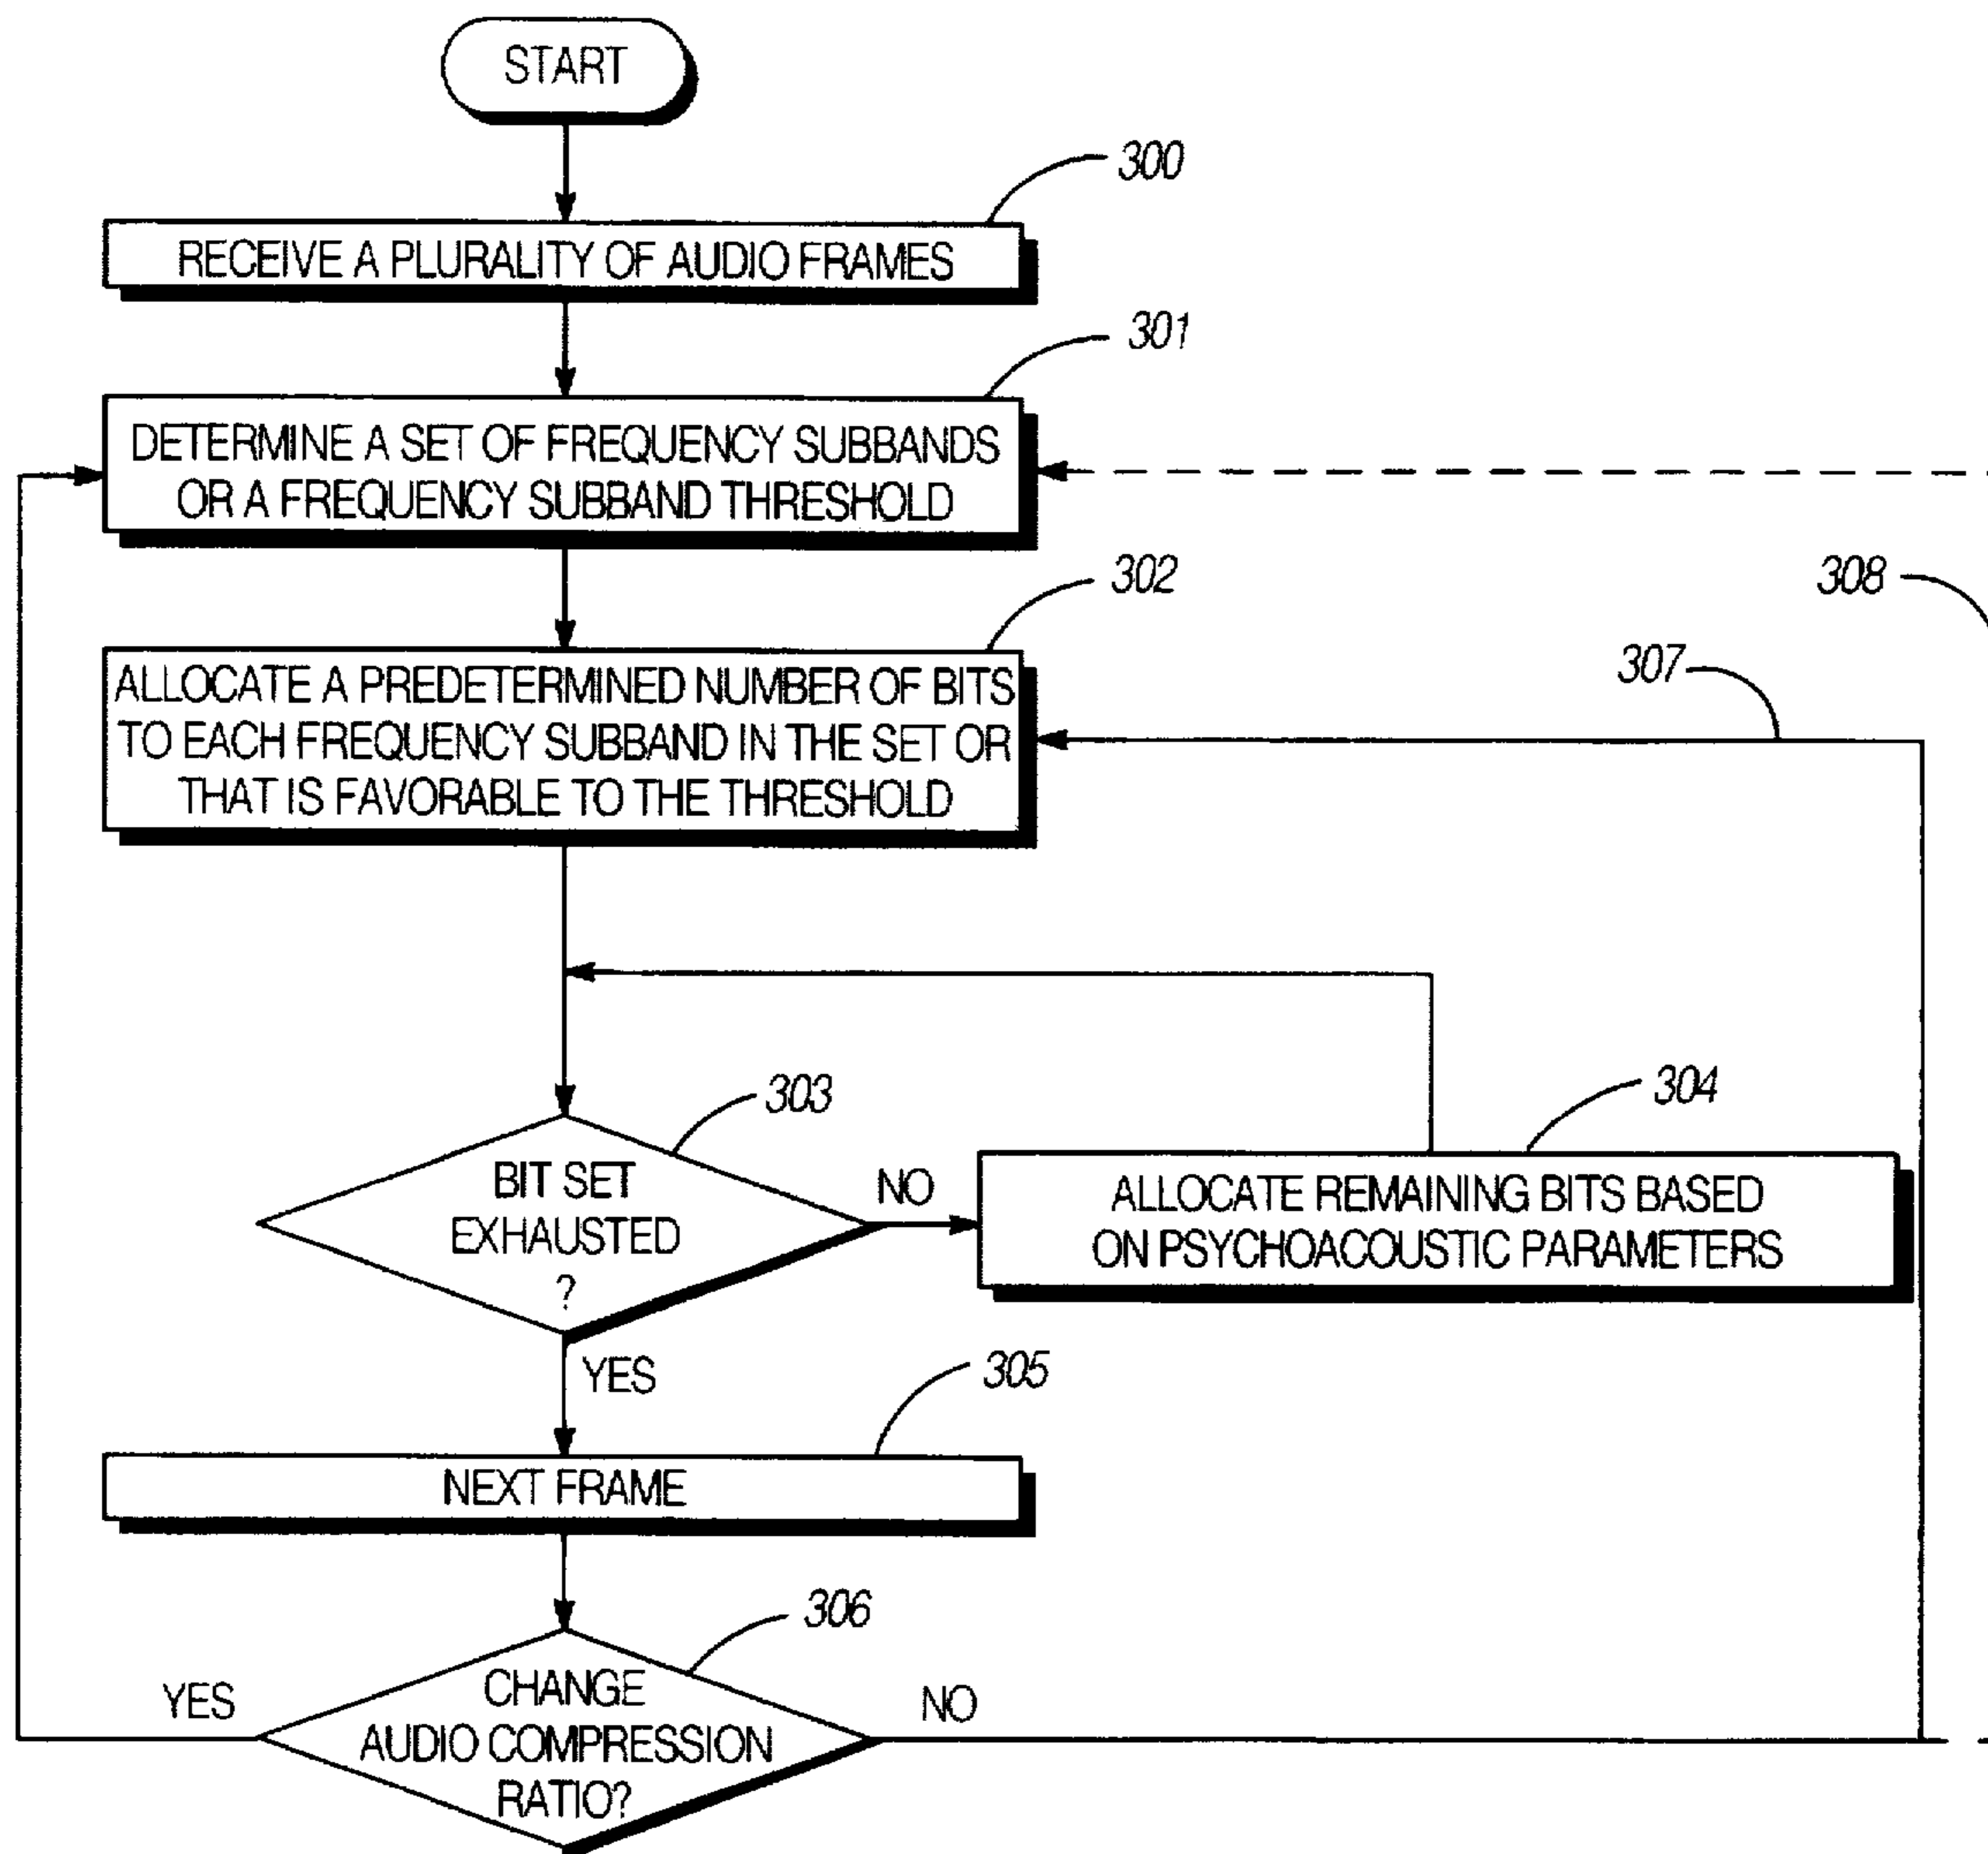 START
300
RECEIVE A PLURALITY OF AUDIO FRAMES
301
DETERMINE A SET OF FREQUENCY SUBBANDS
OR A FREQUENCY SUBBAND THRESHOLD
302
308
ALLOCATE A PREDETERMINED NUMBER OF BITS
TO EACH FREQUENCY SUBBAND IN THE SET OR
THAT IS FAVORABLE TO THE THRESHOLD
307
303
304
BIT SET
EXHAUSTED
?
NO
ALLOCATE REMAINING BITS BASED
ON PSYCHOACOUSTIC PARAMETERS
YES
305
NEXT FRAME
306
YES
CHANGE
AUDIO COMPRESSION
RATIO?
NO